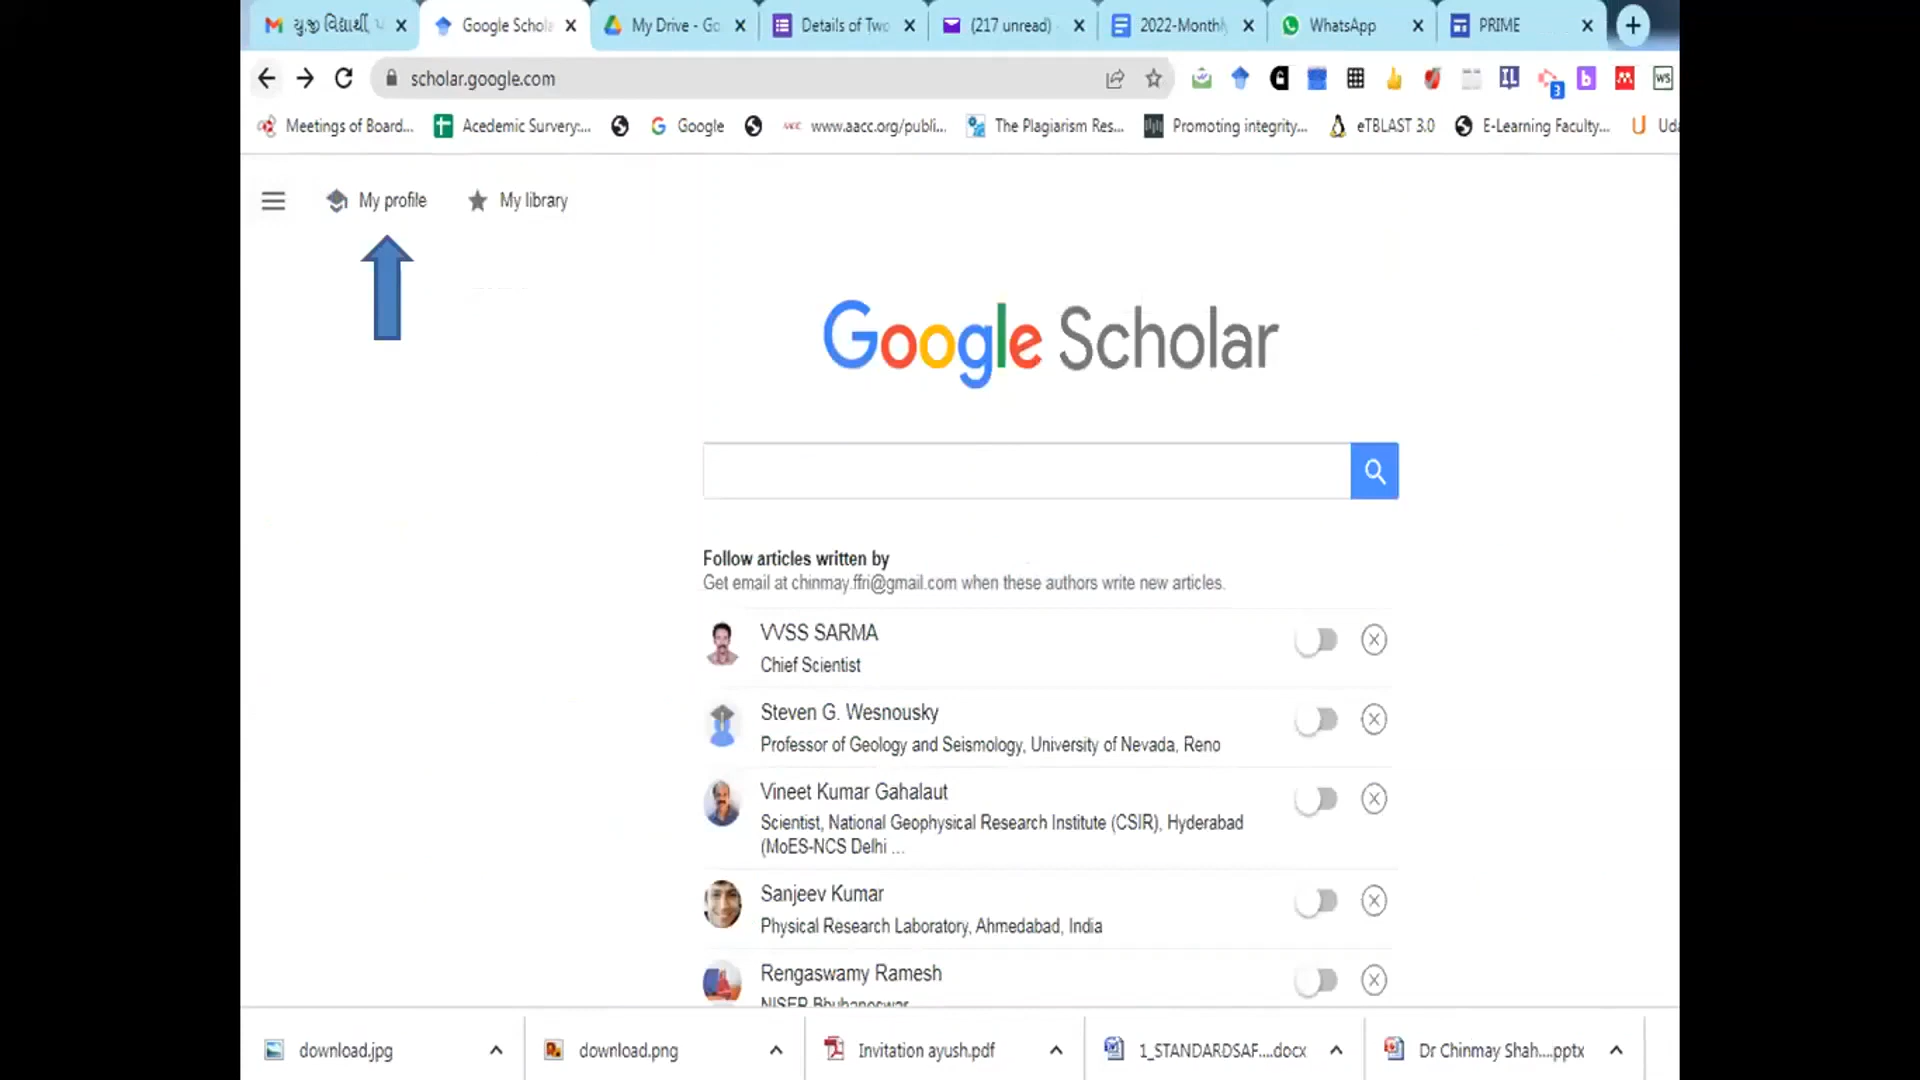 યુ.જી વિદ્યાર્થી
Google Schola
My Drive - Go
Details of Two
(217 unread)
2022-Monthly
WhatsApp
PRIME
scholar.google.com
3
Meetings of Board...
Acedemic Survery:...
Google
www.aacc.org/publi...
The Plagiarism Res...
Promoting integrity...
eTBLAST 3.0
E-Learning Faculty...
Uda
My profile
My library
Google Scholar
Follow articles written by
Get email at chinmay.ffri@gmail.com when these authors write new articles.
VVSS SARMA
Chief Scientist
Steven G. Wesnousky
Professor of Geology and Seismology, University of Nevada, Reno
Vineet Kumar Gahalaut
Scientist, National Geophysical Research Institute (CSIR), Hyderabad
(MoES-NCS Delhi ...
Sanjeev Kumar
Physical Research Laboratory, Ahmedabad, India
Rengaswamy Ramesh
NISER Bhubaneswar
download.jpg
download.png
Invitation ayush.pdf
1_STANDARDSAF....docx
Dr Chinmay Shah....pptx